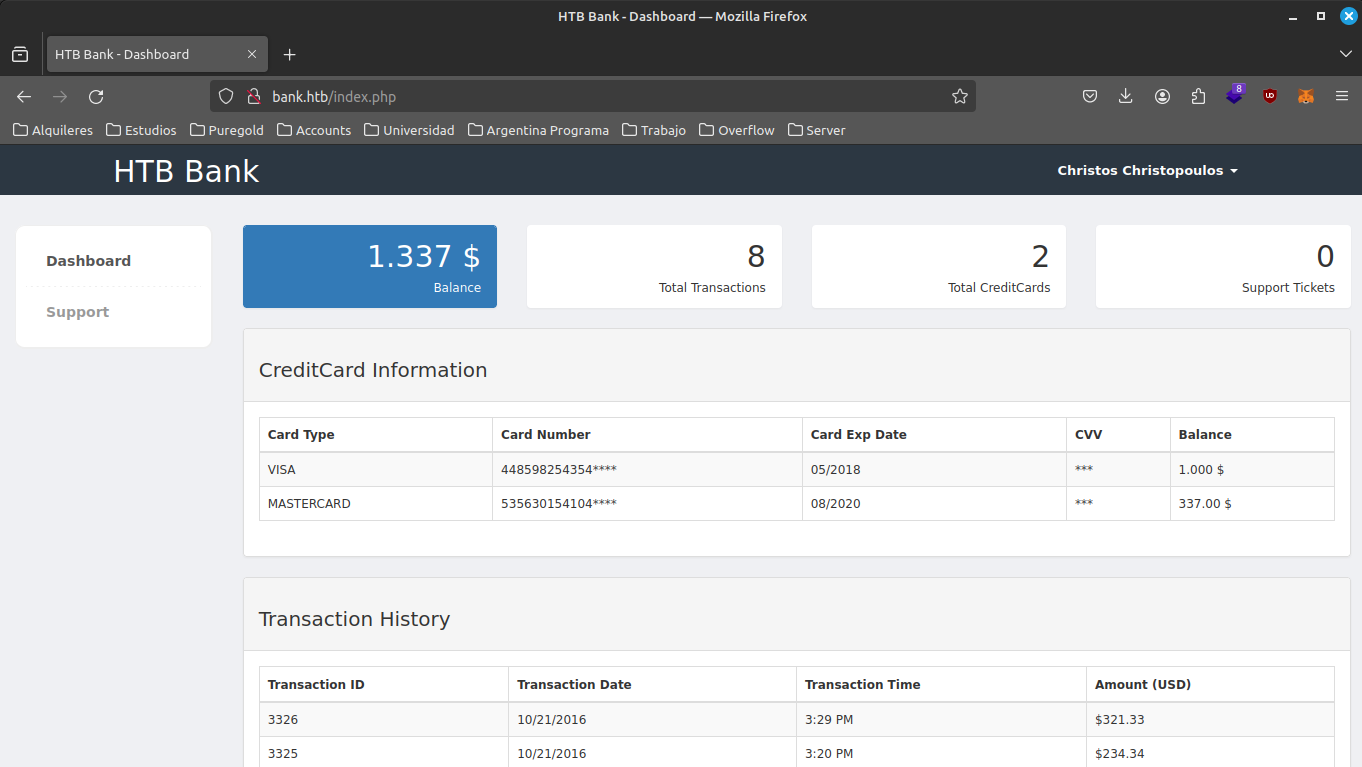 HTB Bank - Dashboard — Mozilla Firefox
HTB Bank - Dashboard
bank.htb/index.php
8
UD
Alquileres Estudios Puregold Accounts Universidad Argentina Programa Trabajo Overflow Server
HTB Bank
Christos Christopoulos
Dashboard
Support
1.337 $
Balance
8
Total Transactions
2
Total CreditCards
0
Support Tickets
CreditCard Information
Card Type Card Number Card Exp Date CVV Balance
VISA 448598254354**** 05/2018 *** 1.000 $
MASTERCARD 535630154104**** 08/2020 *** 337.00 $
Transaction History
Transaction ID Transaction Date Transaction Time Amount (USD)
3326 10/21/2016 3:29 PM $321.33
3325 10/21/2016 3:20 PM $234.34